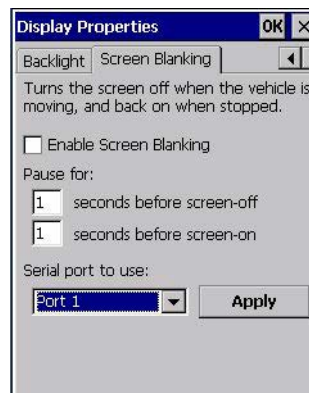 Display Properties OK
Backlight Screen Blanking
Turns the screen off when the vehicle is
moving, and back on when stopped.
Enable Screen Blanking
Pause for:
1 seconds before screen-off
1 seconds before screen-on
Serial port to use:
Port 1 Apply